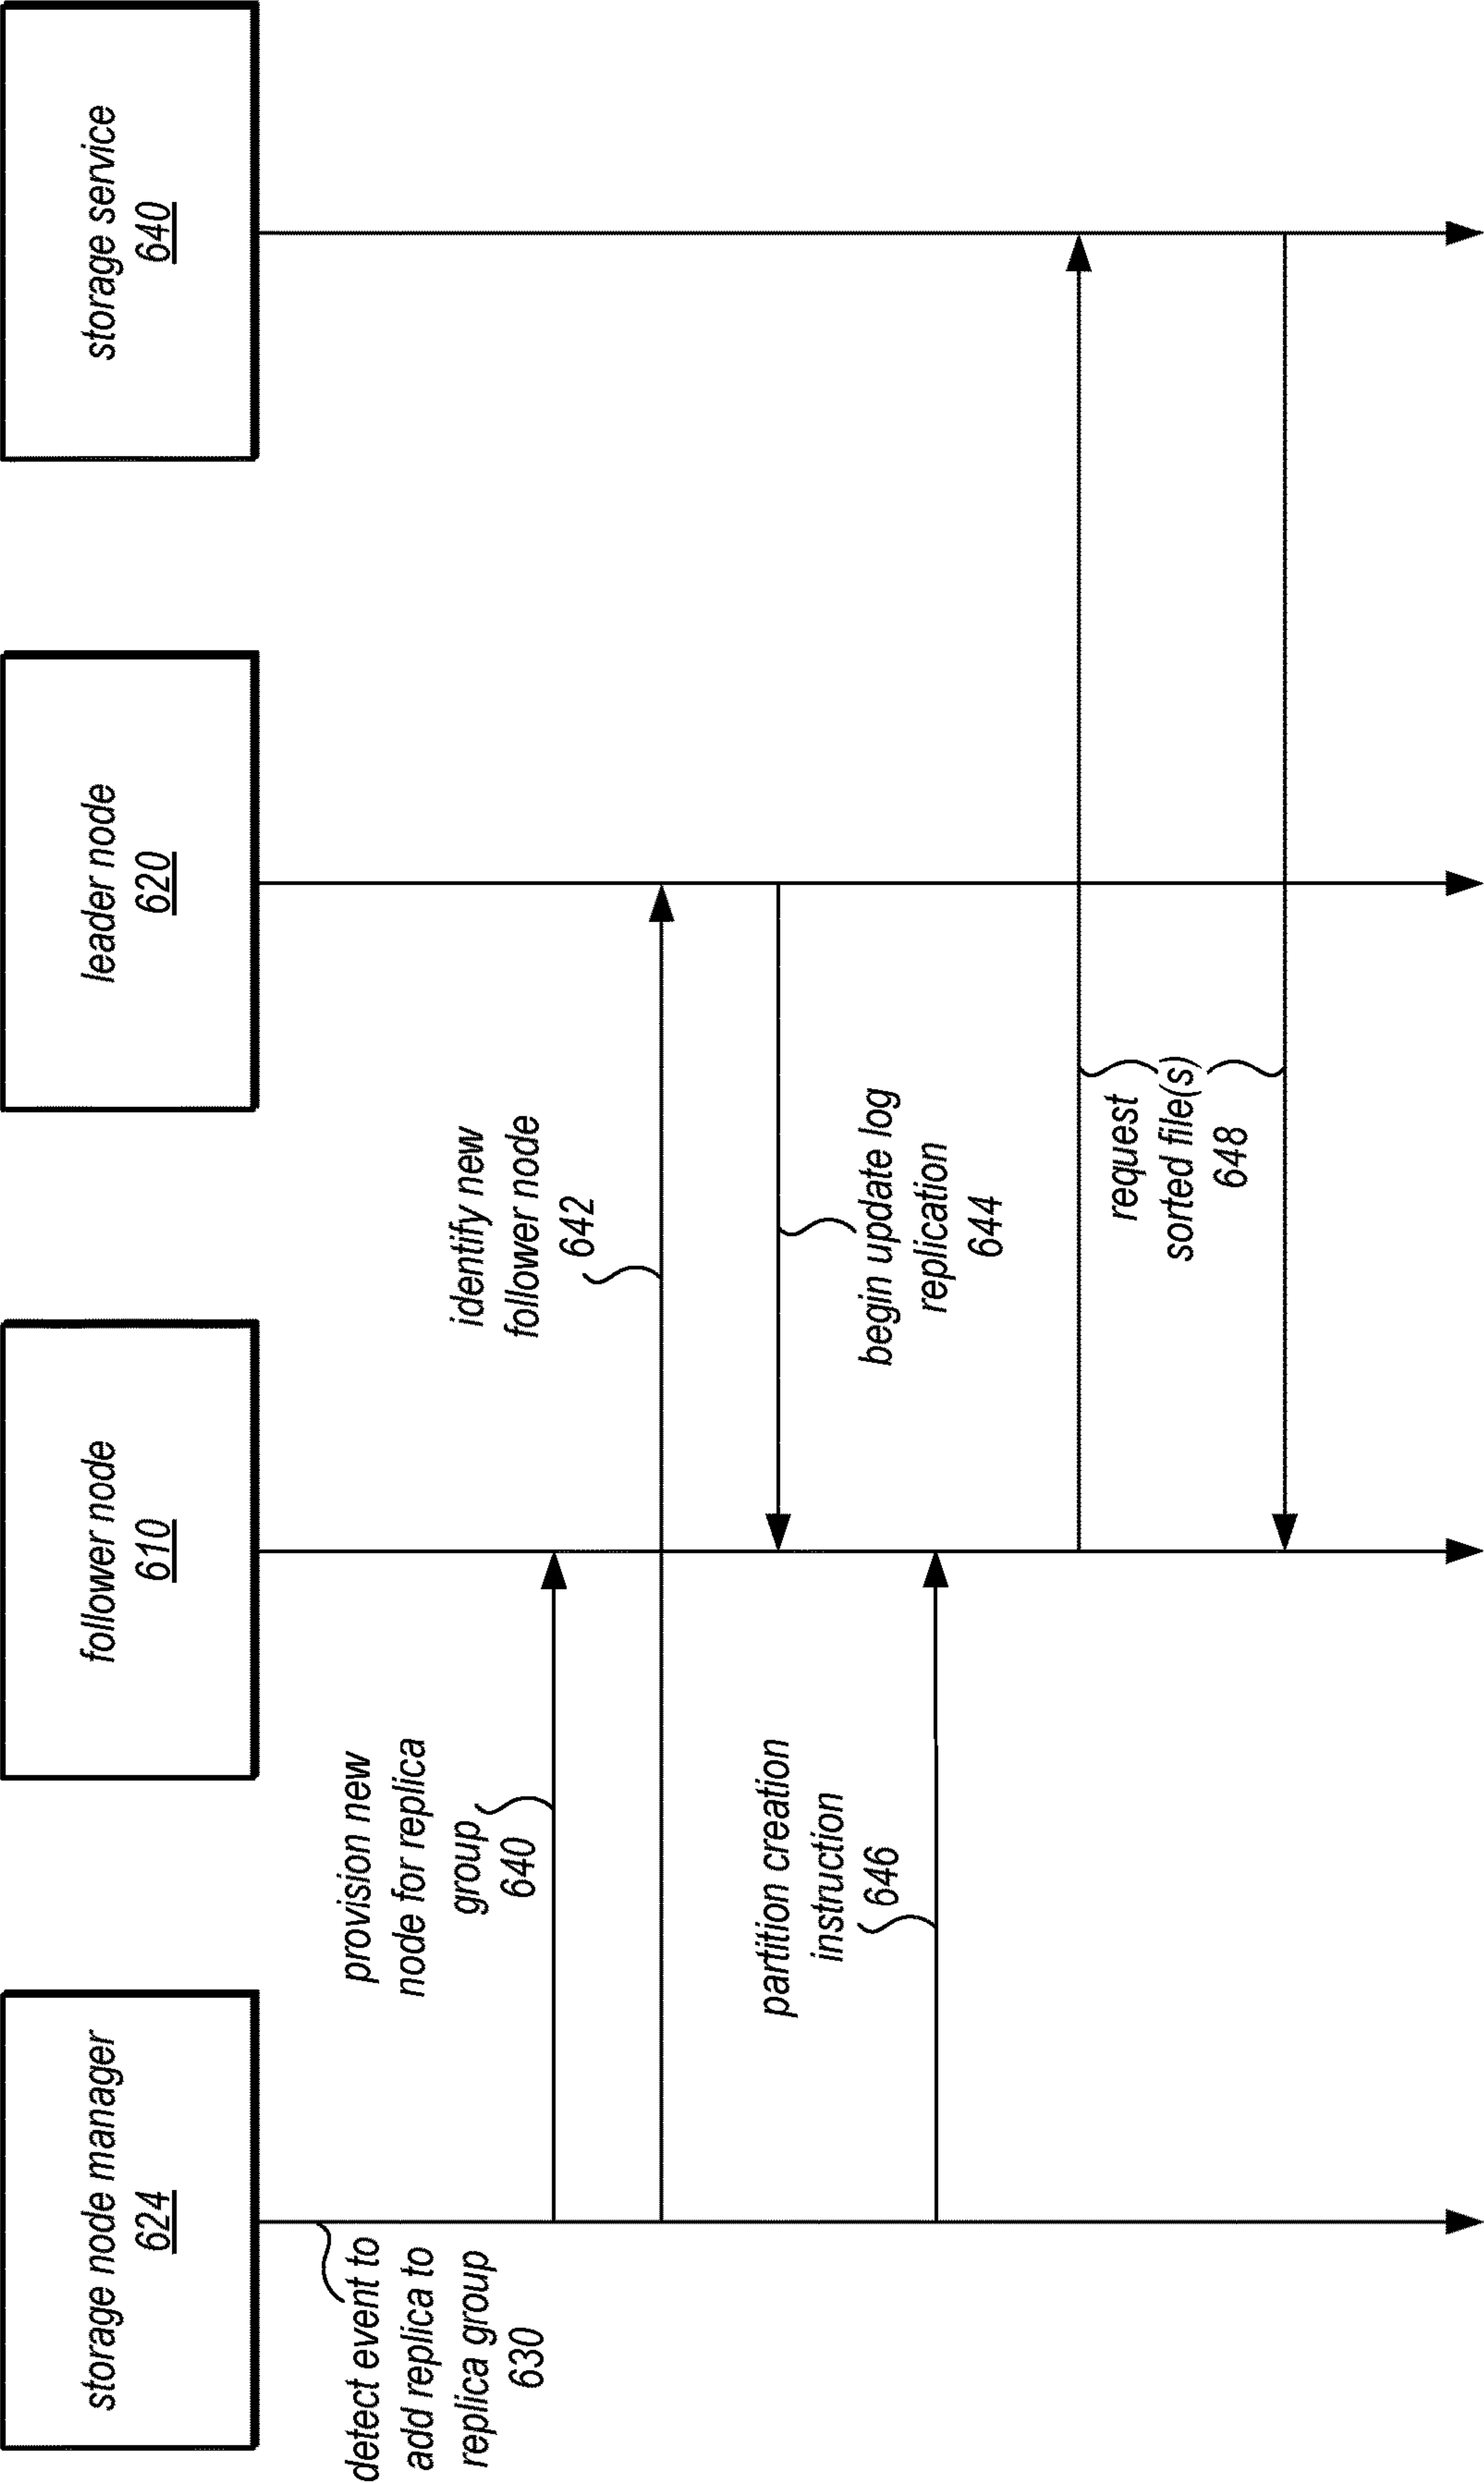 storage node manager
624
follower node
610
leader node
620
storage service
640
detect event to
add replica to
replica group
630
provision new
node for replica
group
640
identify new
follower node
642
begin update log
replication
644
partition creation
instruction
646
request
sorted file(s)
648